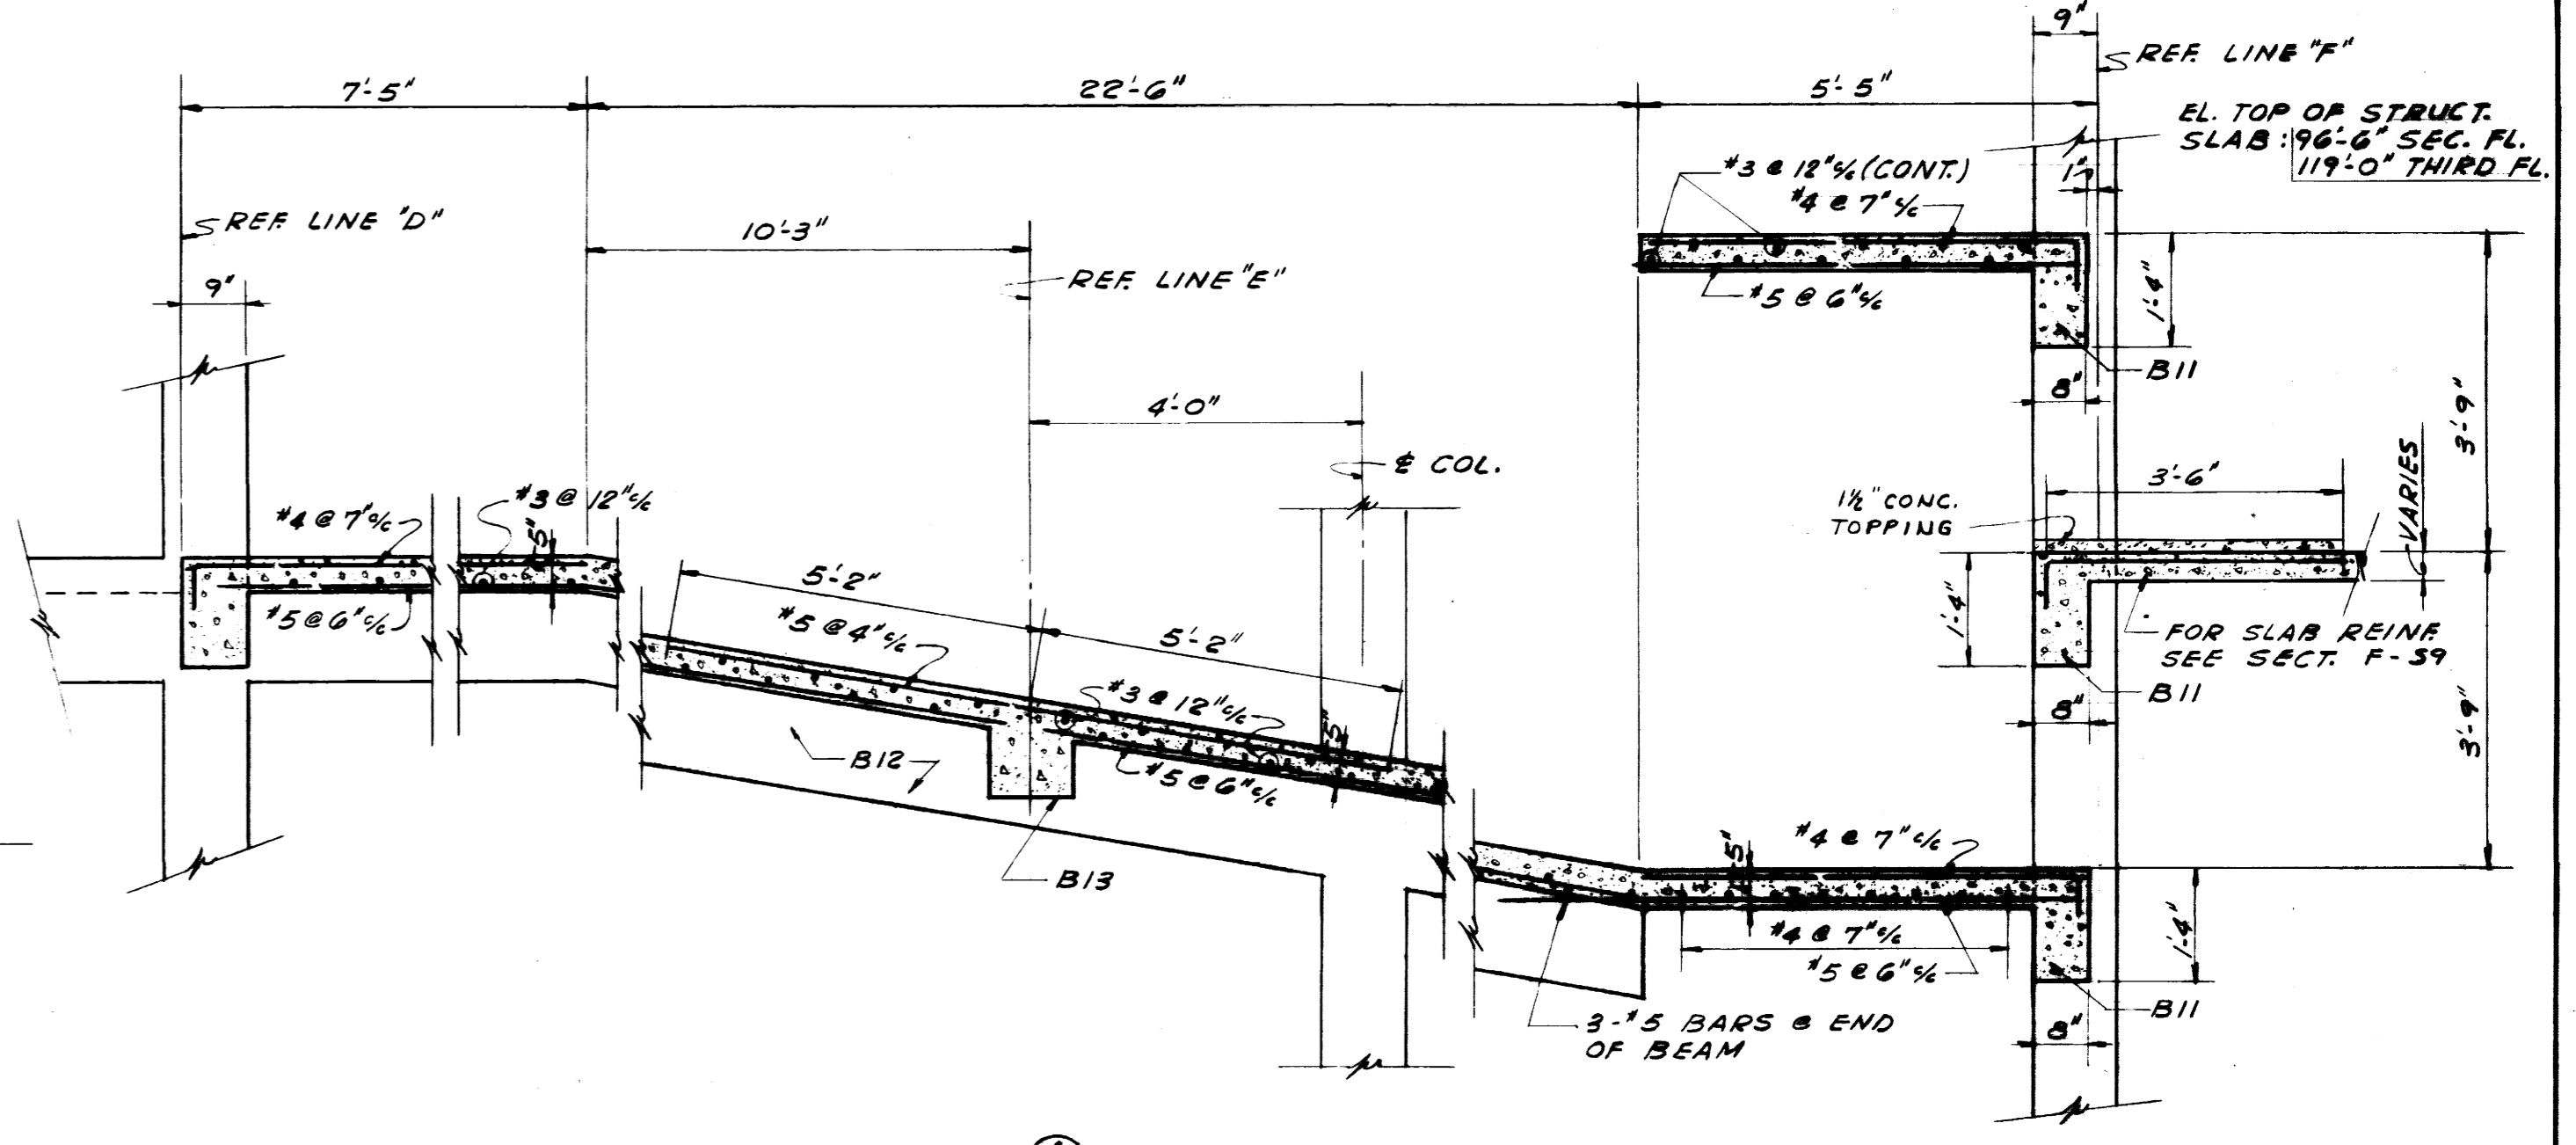 9"
REF. LINE "F"
7'-5"
22'-6"
5'-5"
EL. TOP OF STRUCT.
SLAB: 96'-6" SEC. FL.
119'-0" THIRD FL.
#3 @ 12" c/c (CONT.)
1"
#4 @ 7" c/c
REF. LINE "D"
10'-3"
REF. LINE "E"
9"
#5 @ 6" c/c
1'-4"
B11
8"
4'-0"
3'-9"
℄ COL.
VARIES
3'-6"
1½" CONC.
TOPPING
#3 @ 12" c/c
#4 @ 7" c/c
5"
5'-2"
#5 @ 6" c/c
#5 @ 4" c/c
5'-2"
1'-4"
FOR SLAB REINF.
SEE SECT. F-S9
B11
8"
#3 @ 12" c/c
5"
3'-9"
B12
#5 @ 6" c/c
B13
5"
#4 @ 7" c/c
#4 @ 7" c/c
1'-4"
#5 @ 6" c/c
B11
3-#5 BARS @ END
OF BEAM
8"